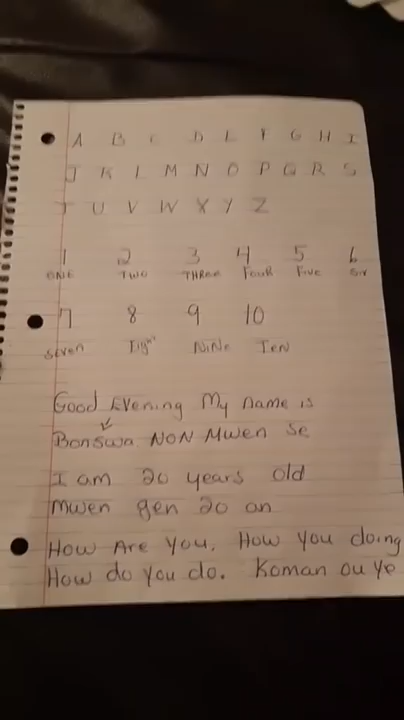 A B C D E F G H I
J K L M N O P Q R S
T U V W X Y Z
1 2 3 4 5 6
ONE TWO THREE FOUR FIVE SIX
7 8 9 10
SEVEN Eight NiNe TEN
Good Evening My name is
Bonswa NON Mwen Se
I am 20 years old
Mwen gen 20 an
How Are You. How you doing
How do you do. Koman ou ye